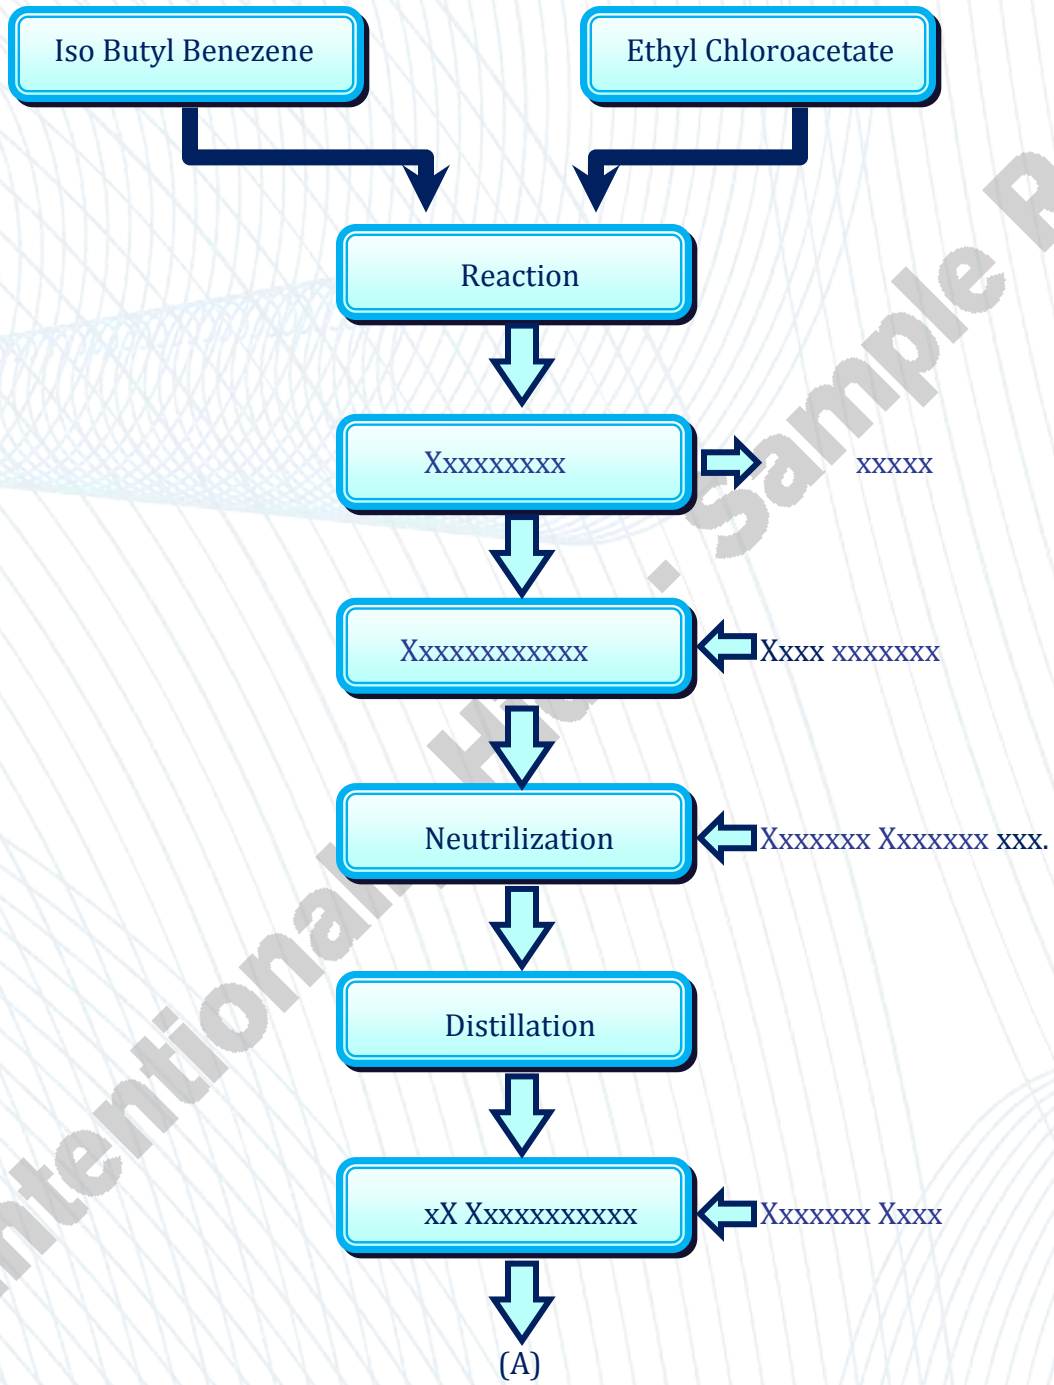 Iso Butyl Benezene
Ethyl Chloroacetate
Reaction
Xxxxxxxxx
xxxxx
Xxxxxxxxxxxx
Xxxx xxxxxxx
Neutrilization
Xxxxxxx Xxxxxxx xxx.
Distillation
xX Xxxxxxxxxxx
Xxxxxxx Xxxx
(A)
Sample